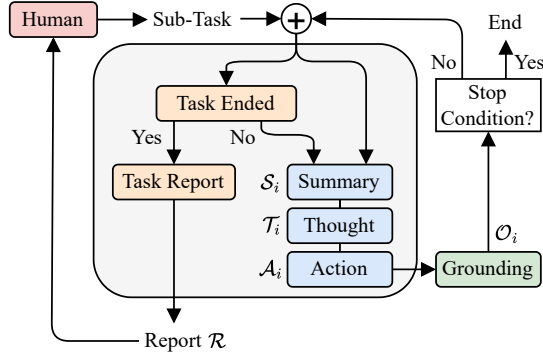 Human
Sub-Task
+
End
No
Yes
Stop
Condition?
Task Ended
Yes
No
Task Report
𝒮ᵢ
Summary
𝒯ᵢ
Thought
𝒜ᵢ
Action
Grounding
𝒪ᵢ
Report ℛ